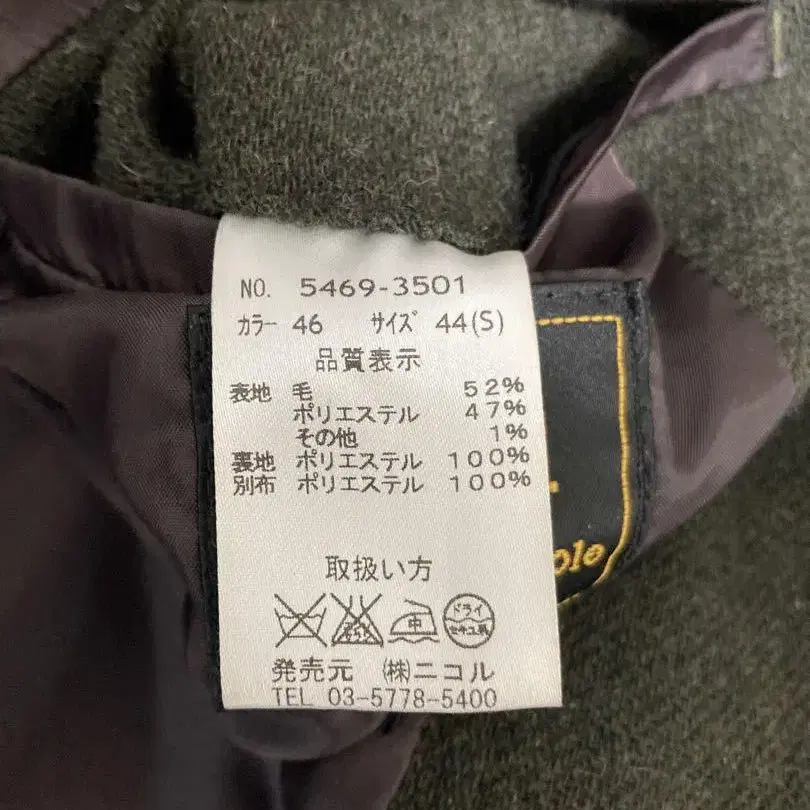 NO. 5469-3501
カラー 46 サイズ 44(S)
品質表示
表地 毛 52%
ポリエステル 47%
その他 1%
裏地 ポリエステル 100%
別布 ポリエステル 100%
取扱い方
中 ドライ
セキユ系
発売元 (株)ニコル
TEL 03-5778-5400